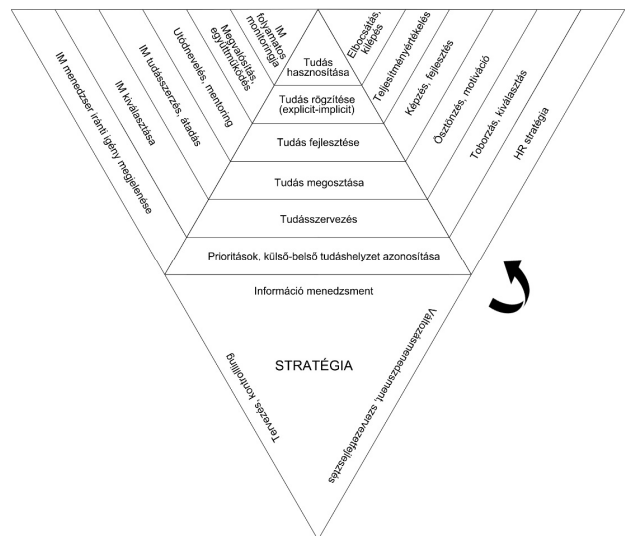 IM menedzser iránti igény megjelenése
IM kiválasztása
IM tudásszerzés, átadás
Utódnevelés, mentoring
Megvalósítás,
együttműködés
IM
folyamatos
monitoringja
Tudás
hasznosítása
Tudás rögzítése
(explicit-implicit)
Tudás fejlesztése
Tudás megosztása
Tudásszervezés
Prioritások, külső-belső tudáshelyzet azonosítása
Elbocsátás,
kilépés
Teljesítményértékelés
Képzés, fejlesztés
Ösztönzés, motiváció
Toborzás, kiválasztás
HR stratégia
Információ menedzsment
STRATÉGIA
Tervezés, kontrolling
Változásmenedzsment, szervezetfejlesztés